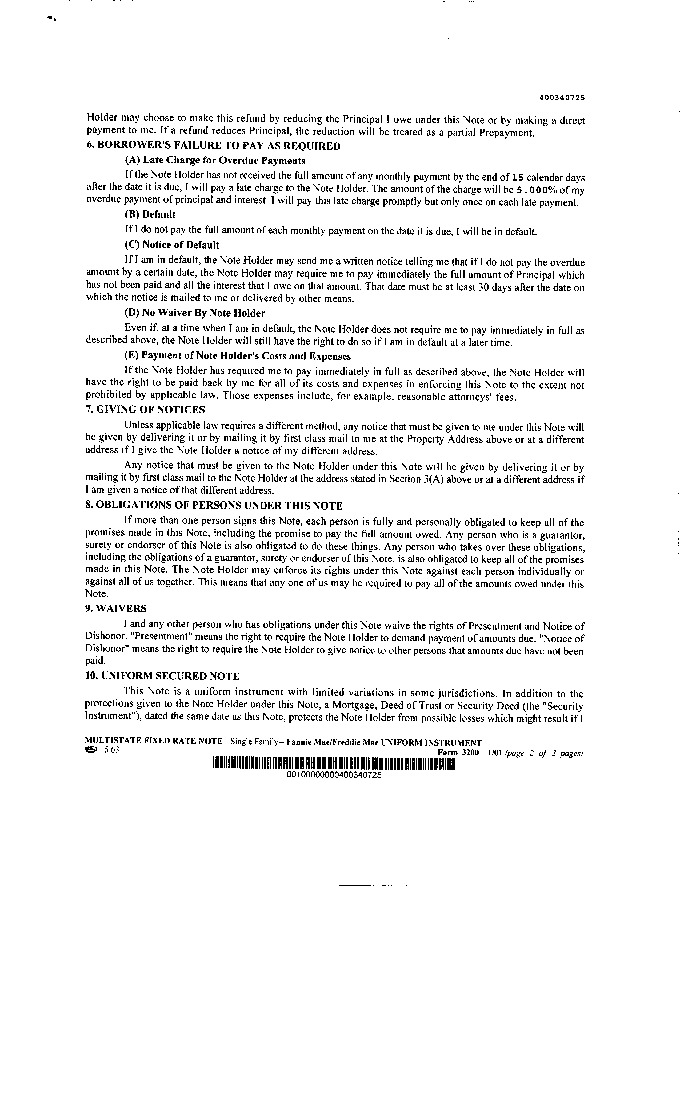 400340725
Holder may choose to make this refund by reducing the Principal I owe under this Note or by making a direct
payment to me. If a refund reduces Principal, the reduction will be treated as a partial Prepayment.
6. BORROWER'S FAILURE TO PAY AS REQUIRED
(A) Late Charge for Overdue Payments
If the Note Holder has not received the full amount of any monthly payment by the end of 15 calendar days
after the date it is due, I will pay a late charge to the Note Holder. The amount of the charge will be 5.000% of my
overdue payment of principal and interest. I will pay this late charge promptly but only once on each late payment.
(B) Default
If I do not pay the full amount of each monthly payment on the date it is due, I will be in default.
(C) Notice of Default
If I am in default, the Note Holder may send me a written notice telling me that if I do not pay the overdue
amount by a certain date, the Note Holder may require me to pay immediately the full amount of Principal which
has not been paid and all the interest that I owe on that amount. That date must be at least 30 days after the date on
which the notice is mailed to me or delivered by other means.
(D) No Waiver By Note Holder
Even if, at a time when I am in default, the Note Holder does not require me to pay immediately in full as
described above, the Note Holder will still have the right to do so if I am in default at a later time.
(E) Payment of Note Holder's Costs and Expenses
If the Note Holder has required me to pay immediately in full as described above, the Note Holder will
have the right to be paid back by me for all of its costs and expenses in enforcing this Note to the extent not
prohibited by applicable law. Those expenses include, for example, reasonable attorneys' fees.
7. GIVING OF NOTICES
Unless applicable law requires a different method, any notice that must be given to me under this Note will
be given by delivering it or by mailing it by first class mail to me at the Property Address above or at a different
address if I give the Note Holder a notice of my different address.
Any notice that must be given to the Note Holder under this Note will be given by delivering it or by
mailing it by first class mail to the Note Holder at the address stated in Section 3(A) above or at a different address if
I am given a notice of that different address.
8. OBLIGATIONS OF PERSONS UNDER THIS NOTE
If more than one person signs this Note, each person is fully and personally obligated to keep all of the
promises made in this Note, including the promise to pay the full amount owed. Any person who is a guarantor,
surety or endorser of this Note is also obligated to do these things. Any person who takes over these obligations,
including the obligations of a guarantor, surety or endorser of this Note, is also obligated to keep all of the promises
made in this Note. The Note Holder may enforce its rights under this Note against each person individually or
against all of us together. This means that any one of us may be required to pay all of the amounts owed under this
Note.
9. WAIVERS
I and any other person who has obligations under this Note waive the rights of Presentment and Notice of
Dishonor. "Presentment" means the right to require the Note Holder to demand payment of amounts due. "Notice of
Dishonor" means the right to require the Note Holder to give notice to other persons that amounts due have not been
paid.
10. UNIFORM SECURED NOTE
This Note is a uniform instrument with limited variations in some jurisdictions. In addition to the
protections given to the Note Holder under this Note, a Mortgage, Deed of Trust or Security Deed (the "Security
Instrument"), dated the same date as this Note, protects the Note Holder from possible losses which might result if I
MULTISTATE FIXED RATE NOTE--Single Family--Fannie Mae/Freddie Mac UNIFORM INSTRUMENT
Form 3200 1/01 (page 2 of 3 pages)